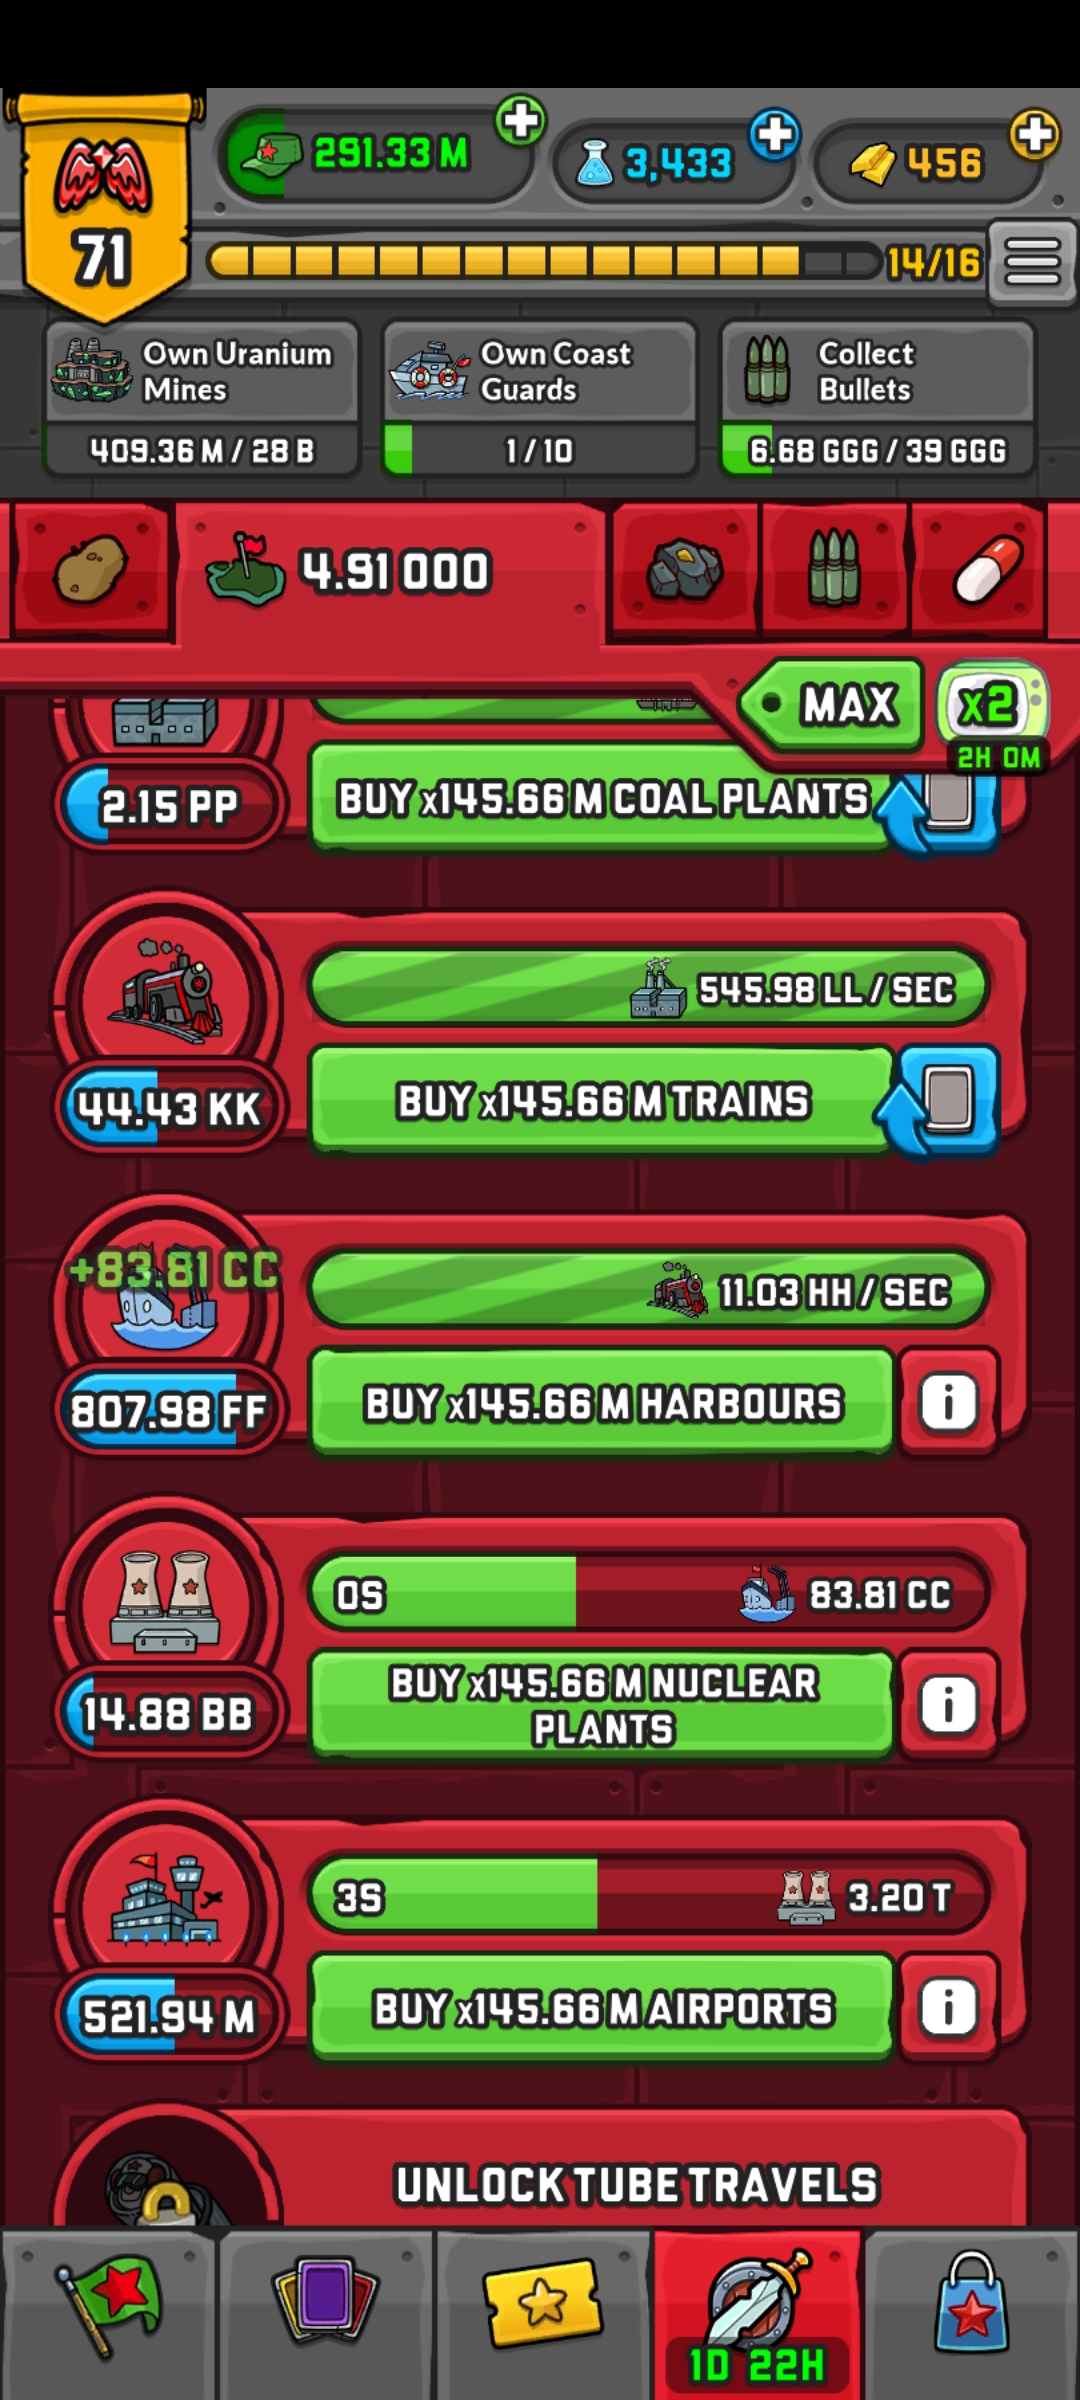 291.33 M
3,433
456
71
14/16
Own Uranium
Mines
409.36 M / 28 B
Own Coast
Guards
1 / 10
Collect
Bullets
6.68 GGG / 39 GGG
4.91 000
MAX
x2
2H 0M
2.15 PP
BUY x145.66 M COAL PLANTS
545.98 LL / SEC
44.43 KK
BUY x145.66 M TRAINS
+83.81 CC
11.03 HH / SEC
807.98 FF
BUY x145.66 M HARBOURS
i
0S
83.81 CC
14.88 BB
BUY x145.66 M NUCLEAR
PLANTS
i
3S
3.20 T
521.94 M
BUY x145.66 M AIRPORTS
i
UNLOCK TUBE TRAVELS
1D 22H